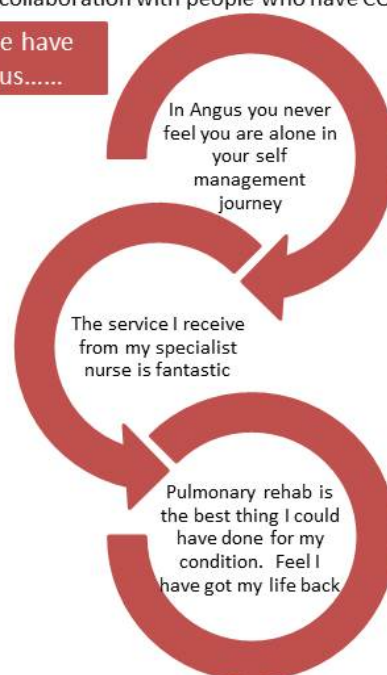 collaboration with people who have CO
e have
us……
In Angus you never
feel you are alone in
your self
management
journey
The service I receive
from my specialist
nurse is fantastic
Pulmonary rehab is
the best thing I could
have done for my
condition. Feel I
have got my life back